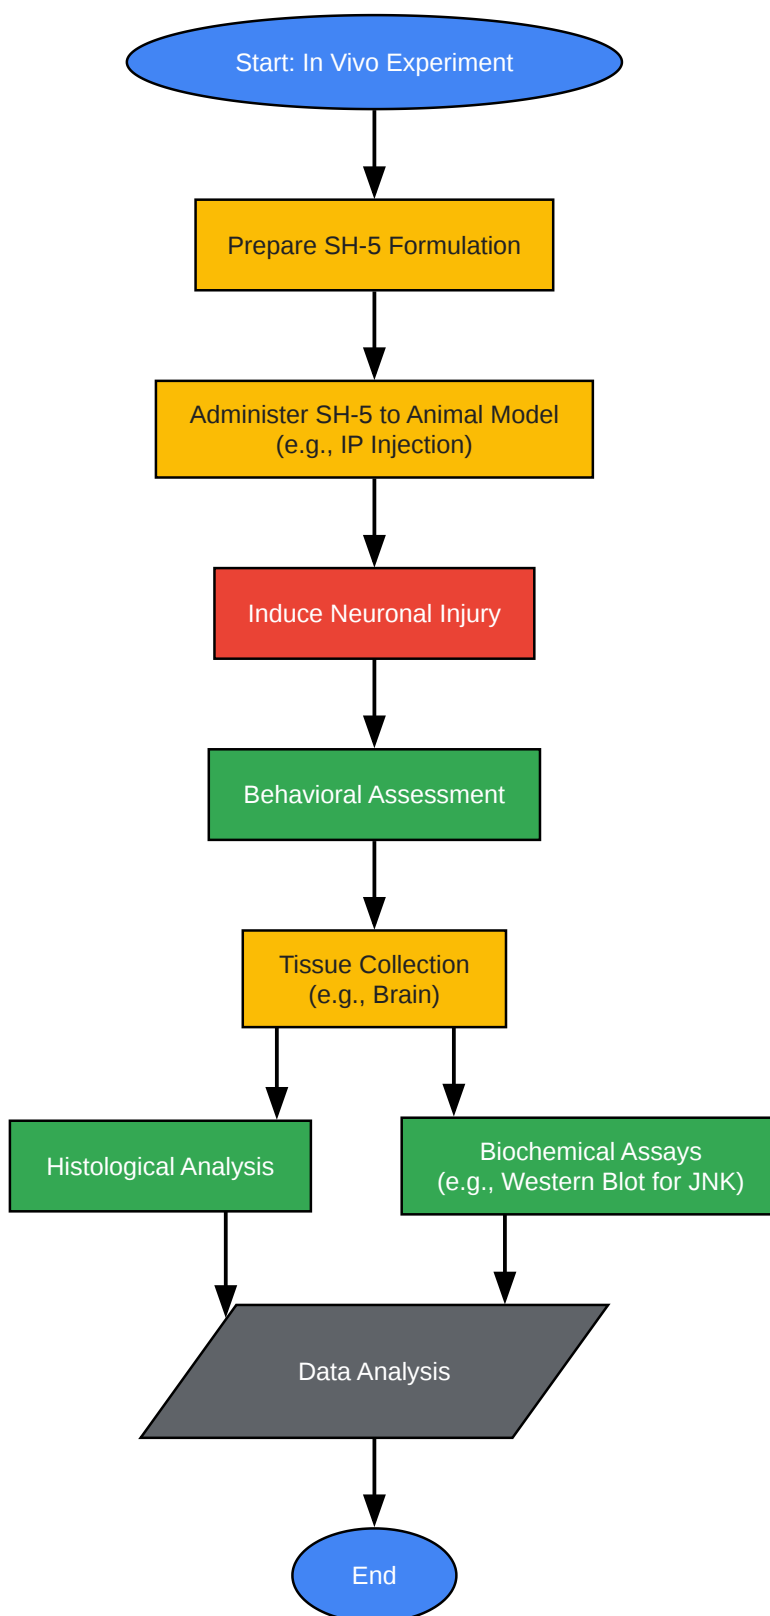 Start: In Vivo Experiment
Prepare SH-5 Formulation
Administer SH-5 to Animal Model
(e.g., IP Injection)
Induce Neuronal Injury
Behavioral Assessment
Tissue Collection
(e.g., Brain)
Histological Analysis
Biochemical Assays
(e.g., Western Blot for JNK)
Data Analysis
End